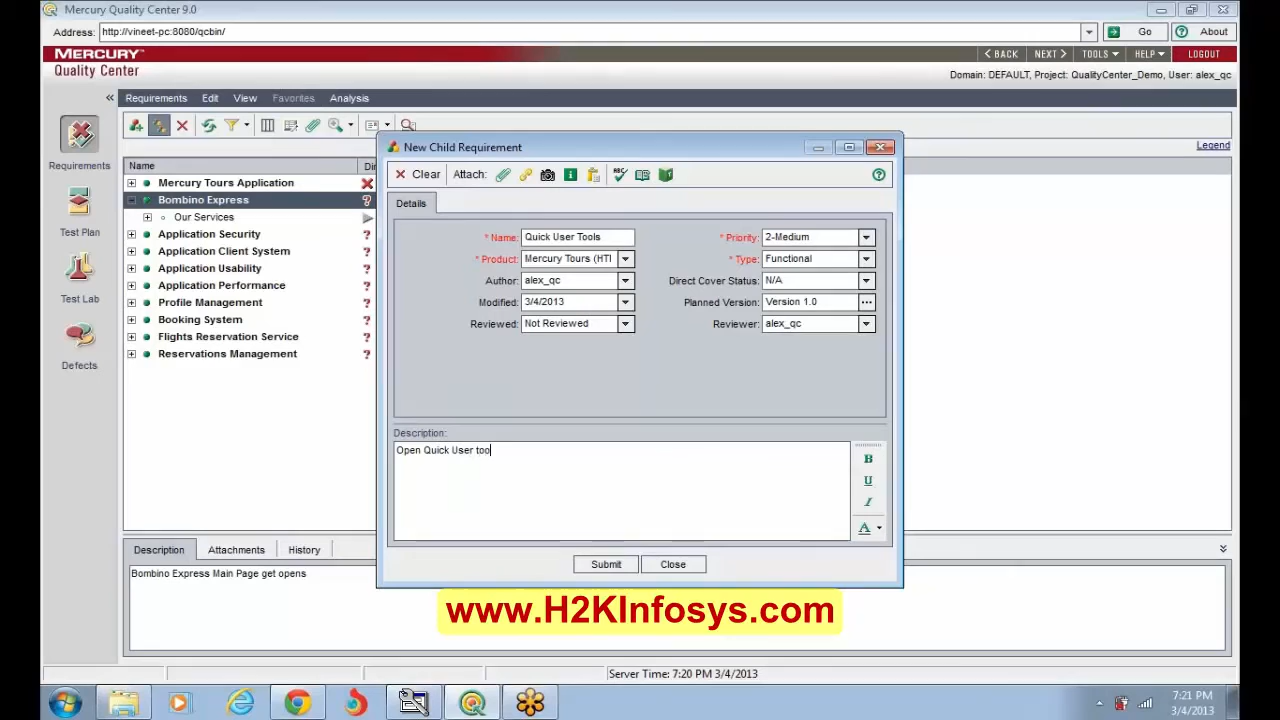 Mercury Quality Center 9.0
Address: http://vineet-pc:8080/qcbin/ Go About
MERCURY™ BACK NEXT TOOLS HELP LOGOUT
Quality Center Domain: DEFAULT, Project: QualityCenter_Demo, User: alex_qc
« Requirements Edit View Favorites Analysis
Legend
Requirements
Test Plan
Test Lab
Defects
Name Dir
Mercury Tours Application
Bombino Express
Our Services
Application Security
Application Client System
Application Usability
Application Performance
Profile Management
Booking System
Flights Reservation Service
Reservations Management
New Child Requirement
Clear Attach:
Details
* Name: Quick User Tools * Priority: 2-Medium
* Product: Mercury Tours (HTI * Type: Functional
Author: alex_qc Direct Cover Status: N/A
Modified: 3/4/2013 Planned Version: Version 1.0
Reviewed: Not Reviewed Reviewer: alex_qc
Description:
Open Quick User too
B
U
I
A
Submit Close
Description Attachments History
Bombino Express Main Page get opens
www.H2KInfosys.com
Server Time: 7:20 PM 3/4/2013
7:21 PM
3/4/2013